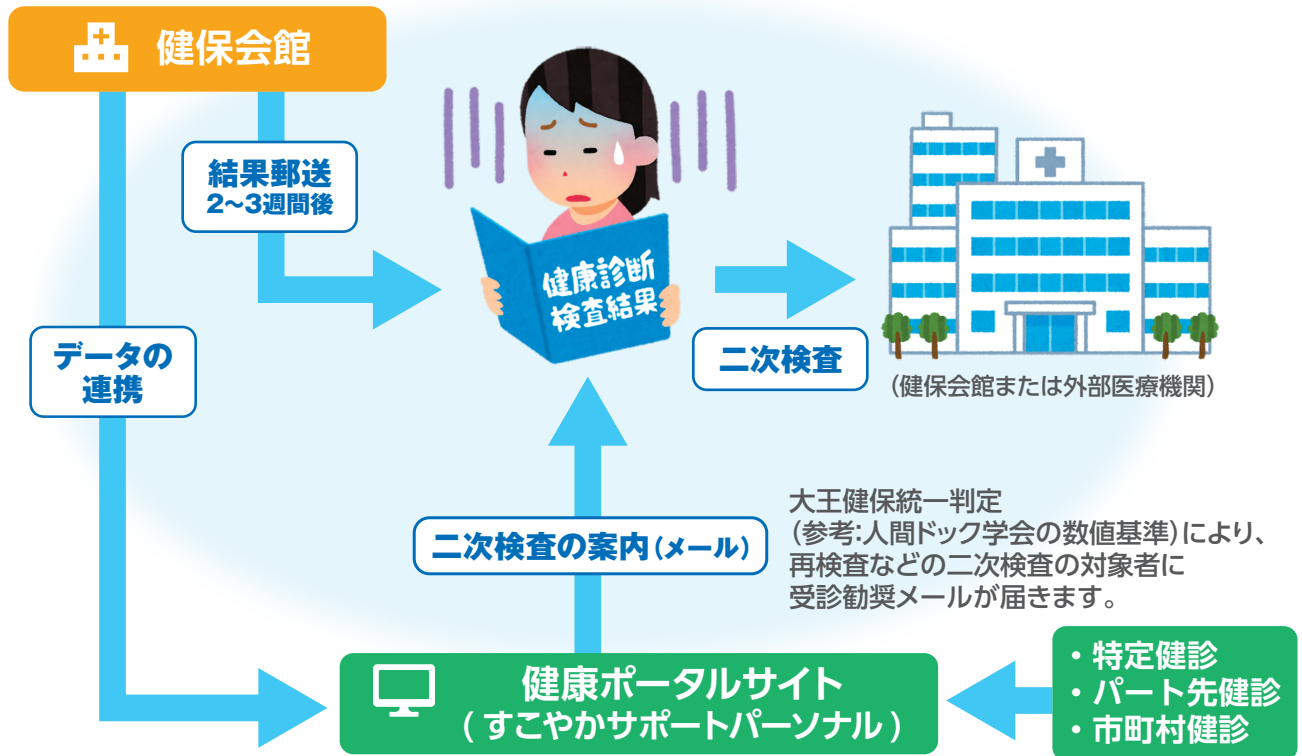 健保会館
結果郵送
2~3週間後
健康診断
検査結果
データの
連携
二次検査
(健保会館または外部医療機関)
二次検査の案内(メール)
大王健保統一判定
(参考:人間ドック学会の数値基準)により、
再検査などの二次検査の対象者に
受診勧奨メールが届きます。
健康ポータルサイト
(すこやかサポートパーソナル)
・特定健診
・パート先健診
・市町村健診